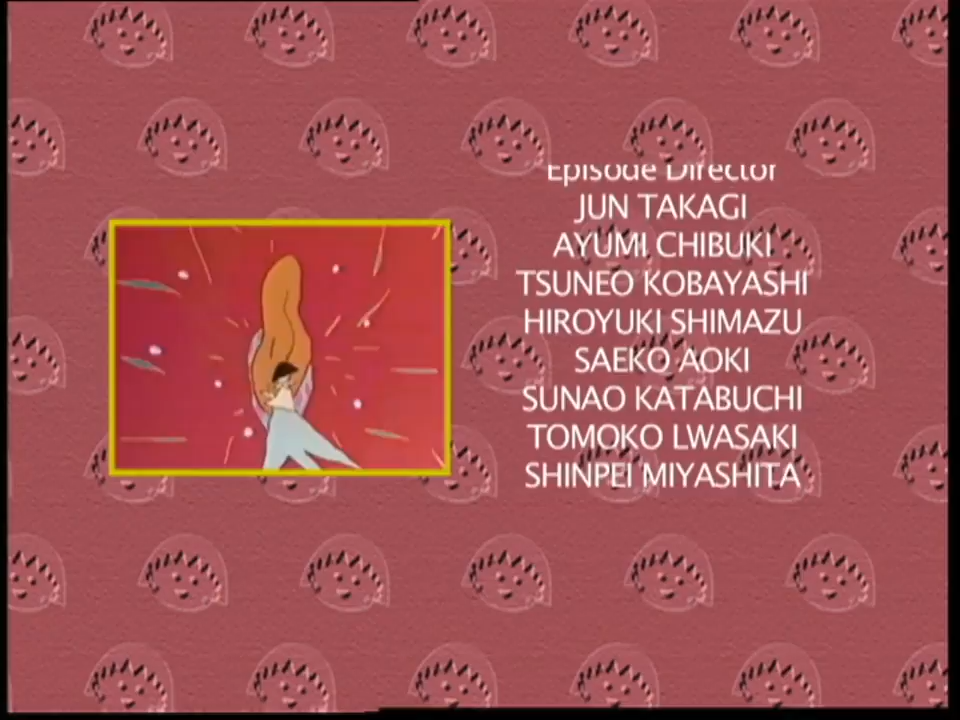 Episode Director
JUN TAKAGI
AYUMI CHIBUKI
TSUNEO KOBAYASHI
HIROYUKI SHIMAZU
SAEKO AOKI
SUNAO KATABUCHI
TOMOKO LWASAKI
SHINPEI MIYASHITA